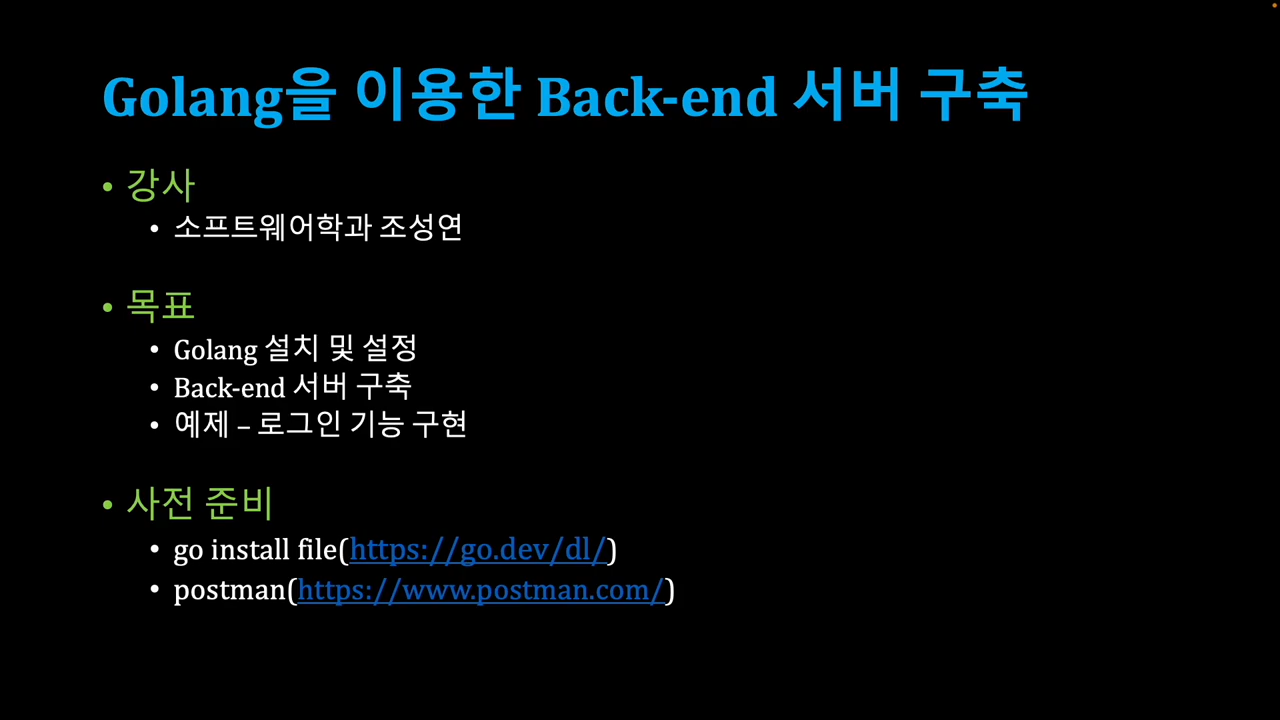 Golang을 이용한 Back-end 서버 구축
• 강사
• 소프트웨어학과 조성연
• 목표
• Golang 설치 및 설정
• Back-end 서버 구축
• 예제 – 로그인 기능 구현
• 사전 준비
• go install file(https://go.dev/dl/)
• postman(https://www.postman.com/)